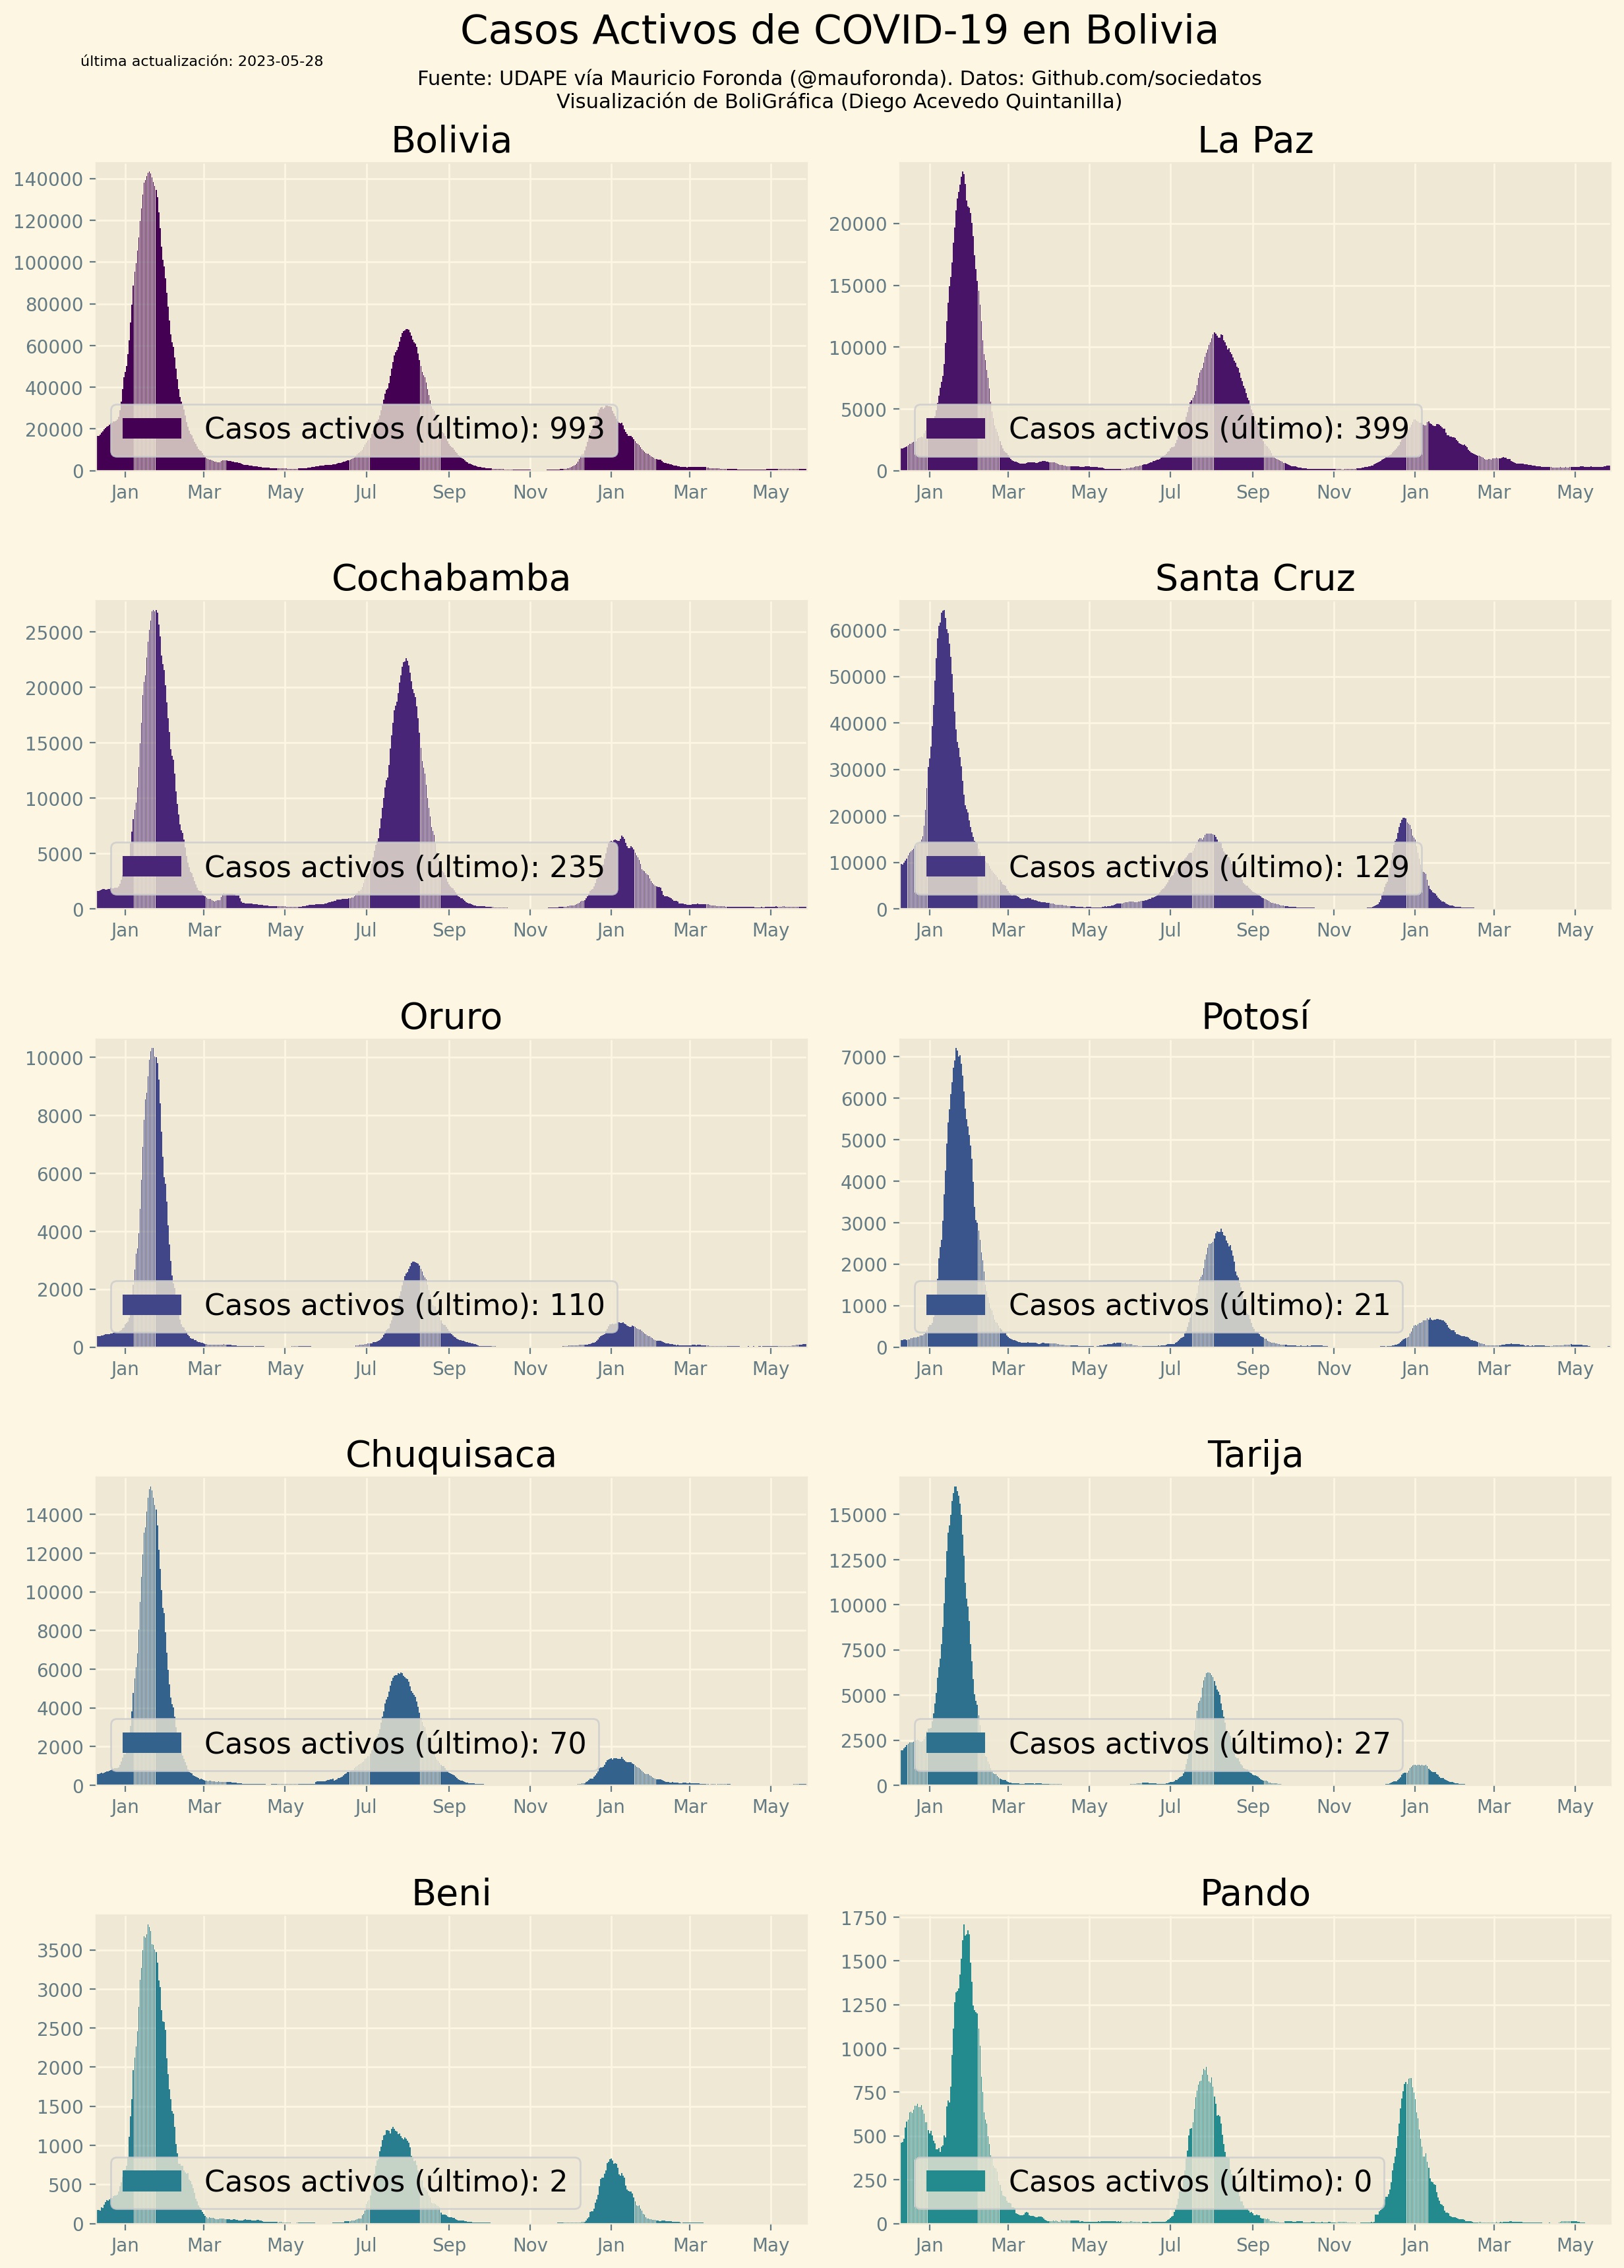 Casos Activos de COVID-19 en Bolivia
última actualización: 2023-05-28
Fuente: UDAPE vía Mauricio Foronda (@mauforonda). Datos: Github.com/sociedatos
Visualización de BoliGráfica (Diego Acevedo Quintanilla)
Bolivia
140000
120000
100000
80000
60000
40000
20000
0
Casos activos (último): 993
Jan Mar May Jul Sep Nov Jan Mar May
La Paz
20000
15000
10000
5000
0
Casos activos (último): 399
Jan Mar May Jul Sep Nov Jan Mar May
Cochabamba
25000
20000
15000
10000
5000
0
Casos activos (último): 235
Jan Mar May Jul Sep Nov Jan Mar May
Santa Cruz
60000
50000
40000
30000
20000
10000
0
Casos activos (último): 129
Jan Mar May Jul Sep Nov Jan Mar May
Oruro
10000
8000
6000
4000
2000
0
Casos activos (último): 110
Jan Mar May Jul Sep Nov Jan Mar May
Potosí
7000
6000
5000
4000
3000
2000
1000
0
Casos activos (último): 21
Jan Mar May Jul Sep Nov Jan Mar May
Chuquisaca
14000
12000
10000
8000
6000
4000
2000
0
Casos activos (último): 70
Jan Mar May Jul Sep Nov Jan Mar May
Tarija
15000
12500
10000
7500
5000
2500
0
Casos activos (último): 27
Jan Mar May Jul Sep Nov Jan Mar May
Beni
3500
3000
2500
2000
1500
1000
500
0
Casos activos (último): 2
Jan Mar May Jul Sep Nov Jan Mar May
Pando
1750
1500
1250
1000
750
500
250
0
Casos activos (último): 0
Jan Mar May Jul Sep Nov Jan Mar May